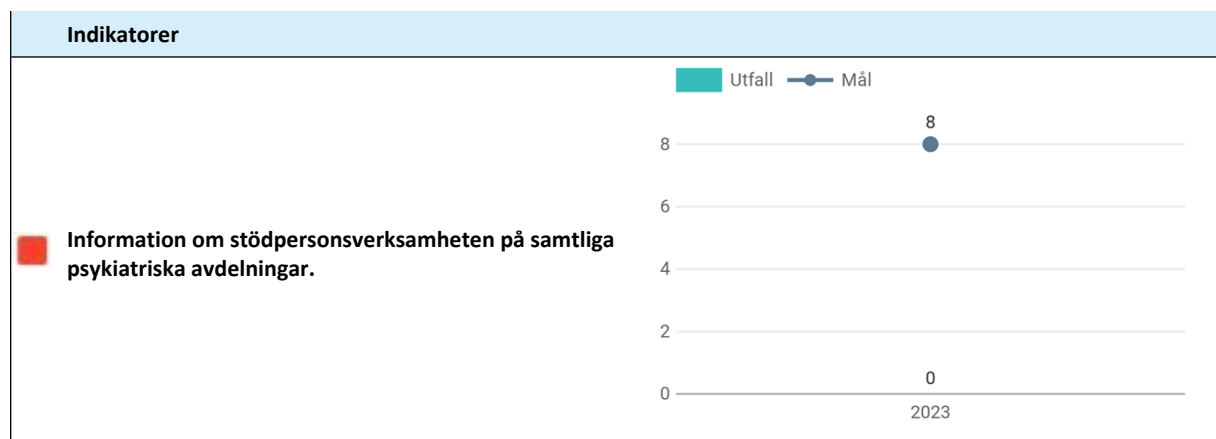 Indikatorer
Utfall Mål
8
8
6
Information om stödpersonsverksamheten på samtliga
psykiatriska avdelningar.
4
2
0
0
2023